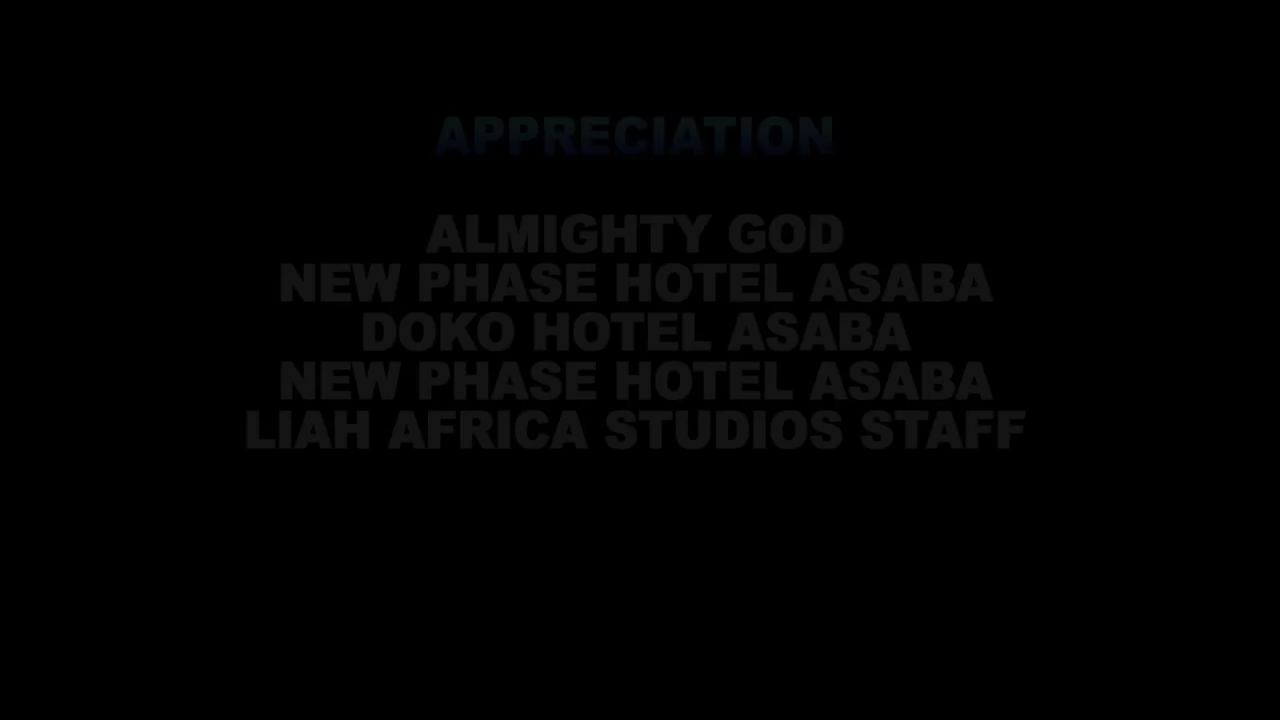 APPRECIATION
ALMIGHTY GOD
NEW PHASE HOTEL ASABA
DOKO HOTEL ASABA
NEW PHASE HOTEL ASABA
LIAH AFRICA STUDIOS STAFF